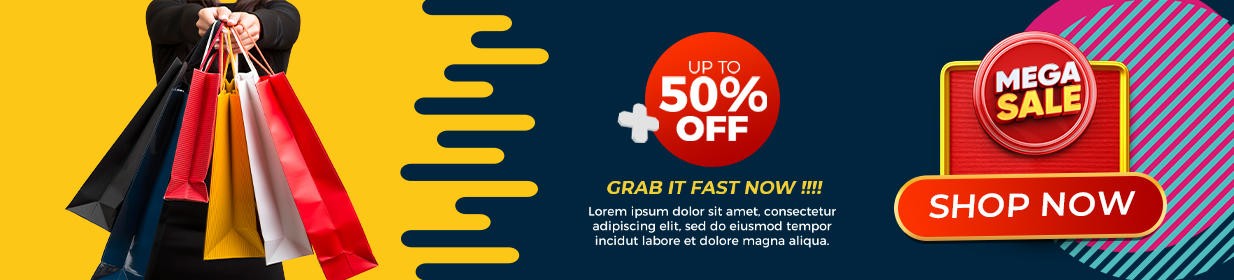 UP TO
50%
OFF
GRAB IT FAST NOW !!!!
Lorem ipsum dolor sit amet, consectetur
adipiscing elit, sed do eiusmod tempor
incidut labore et dolore magna aliqua.
MEGA
SALE
SHOP NOW